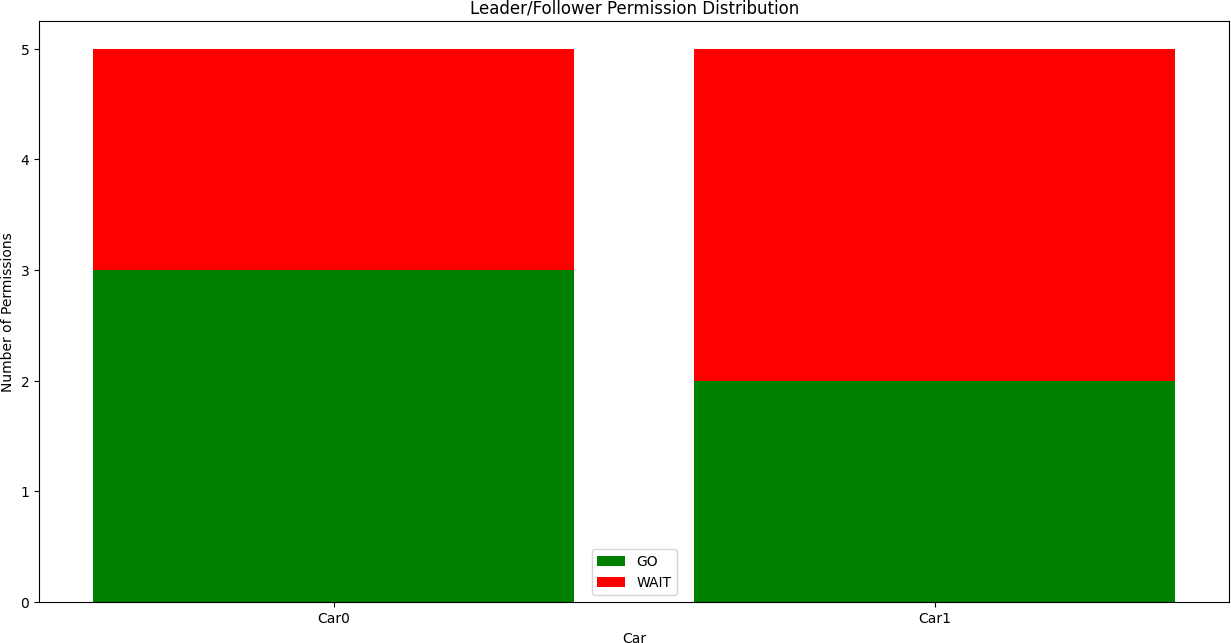 Leader/Follower Permission Distribution
Number of Permissions
5
4
3
2
1
0
GO
WAIT
Car0
Car1
Car